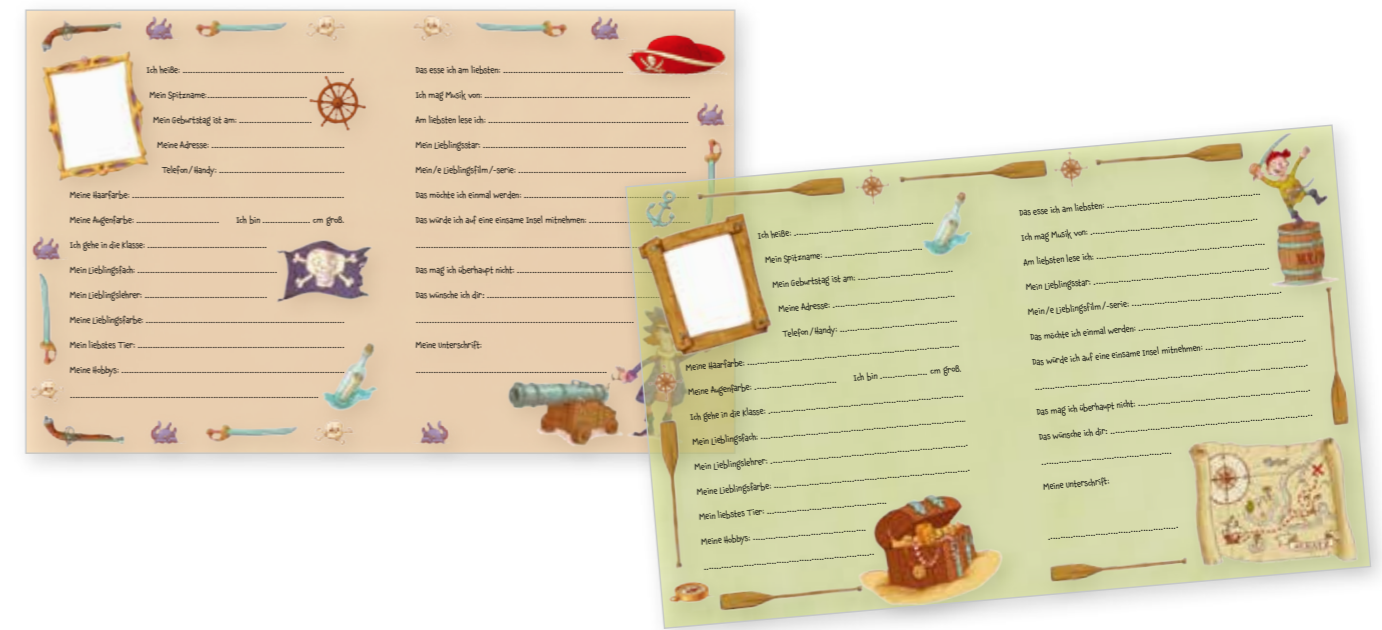 Ich heiße:
Mein Spitzname:
Mein Geburtstag ist am:
Meine Adresse:
Telefon/Handy:
Meine Haarfarbe:
Meine Augenfarbe: Ich bin cm groß.
Ich gehe in die Klasse:
Mein Lieblingsfach:
Mein Lieblingslehrer:
Meine Lieblingsfarbe:
Mein liebstes Tier:
Meine Hobbys:
Das esse ich am liebsten:
Ich mag Musik von:
Am liebsten lese ich:
Mein Lieblingsstar:
Mein/e Lieblingsfilm/-serie:
Das möchte ich einmal werden:
Das würde ich auf eine einsame Insel mitnehmen:
Das mag ich überhaupt nicht:
Das wünsche ich dir:
Meine Unterschrift:
Ich heiße:
Mein Spitzname:
Mein Geburtstag ist am:
Meine Adresse:
Telefon/Handy:
Meine Haarfarbe:
Meine Augenfarbe: Ich bin cm groß.
Ich gehe in die Klasse:
Mein Lieblingsfach:
Mein Lieblingslehrer:
Meine Lieblingsfarbe:
Mein liebstes Tier:
Meine Hobbys:
Das esse ich am liebsten:
Ich mag Musik von:
Am liebsten lese ich:
Mein Lieblingsstar:
Mein/e Lieblingsfilm/-serie:
Das möchte ich einmal werden:
Das würde ich auf eine einsame Insel mitnehmen:
Das mag ich überhaupt nicht:
Das wünsche ich dir:
Meine Unterschrift: